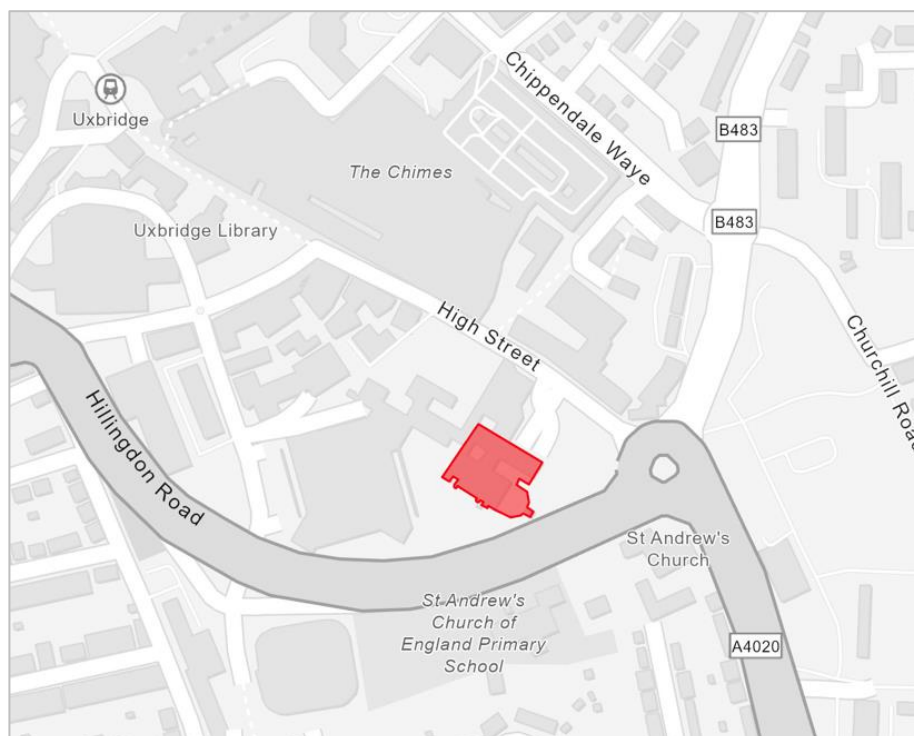 Chippendale Waye
B483
Uxbridge
The Chimes
B483
Uxbridge Library
High Street
Churchill Road
Hillingdon Road
St Andrew's
Church
St Andrew's
Church of
England Primary
School
A4020